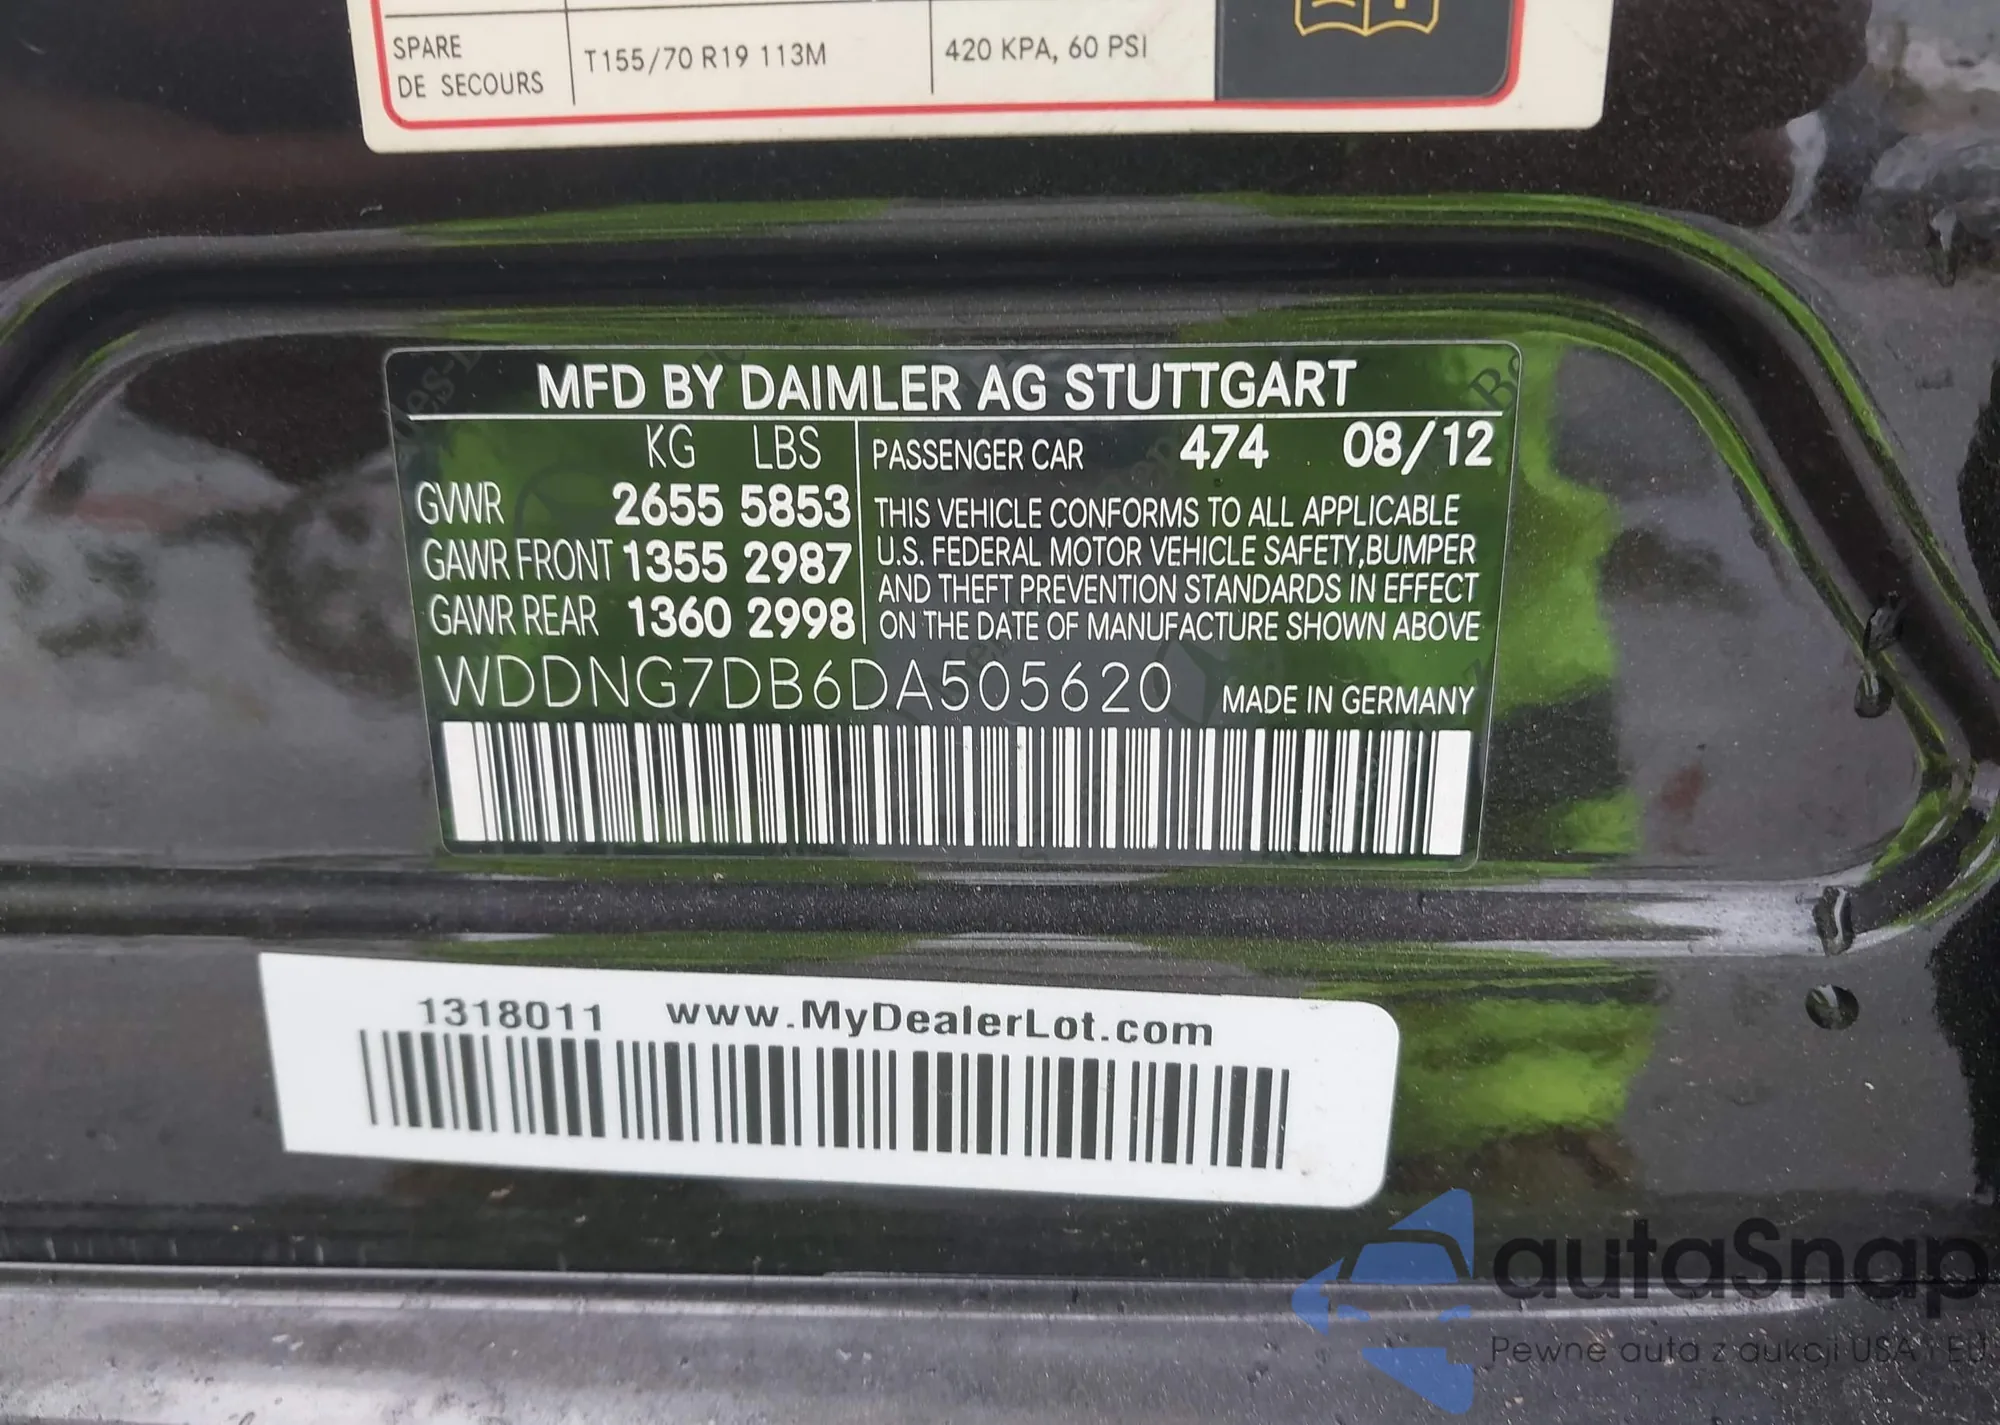 SPARE
DE SECOURS
T155/70 R19 113M
420 KPA, 60 PSI
MFD BY DAIMLER AG STUTTGART
KG LBS
GVWR 2655 5853
GAWR FRONT 1355 2987
GAWR REAR 1360 2998
PASSENGER CAR 474 08/12
THIS VEHICLE CONFORMS TO ALL APPLICABLE
U.S. FEDERAL MOTOR VEHICLE SAFETY,BUMPER
AND THEFT PREVENTION STANDARDS IN EFFECT
ON THE DATE OF MANUFACTURE SHOWN ABOVE
WDDNG7DB6DA505620 MADE IN GERMANY
1318011 www.MyDealerLot.com
autaSnap
Pewne auta z aukcji USA i EU